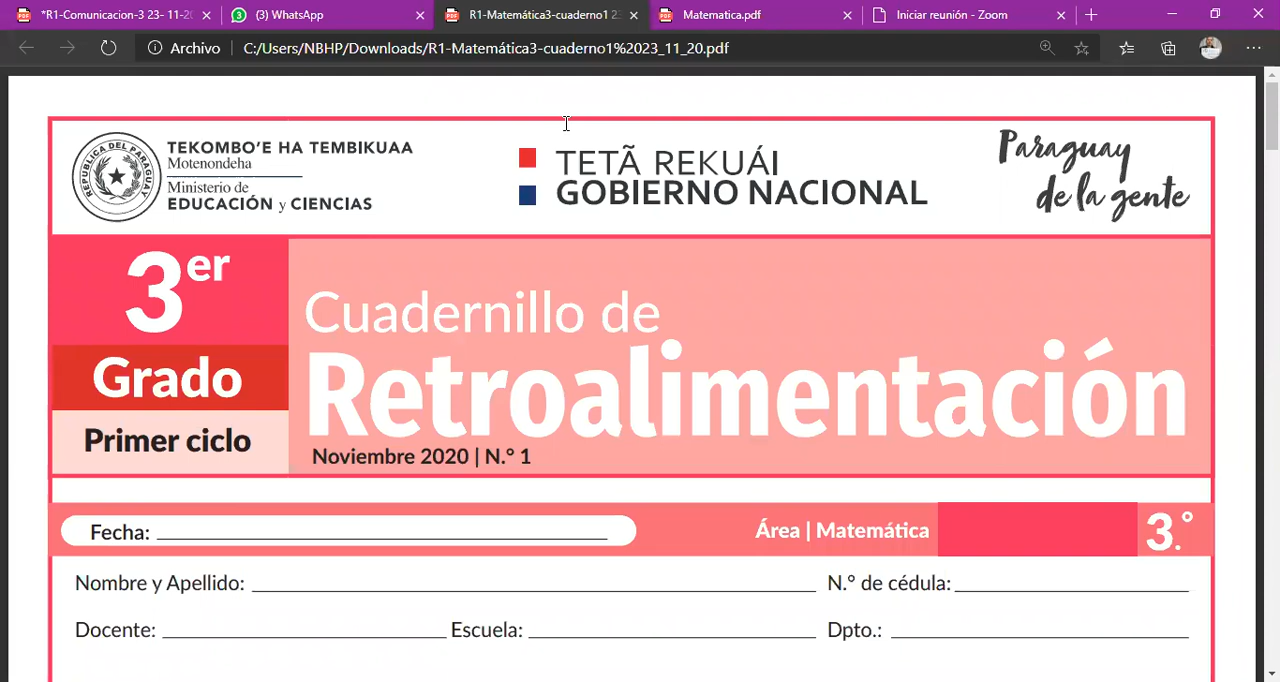 *R1-Comunicacion-3 23- 11-20
(3) WhatsApp
R1-Matemática3-cuaderno1 23
Matematica.pdf
Iniciar reunión - Zoom
Archivo
C:/Users/NBHP/Downloads/R1-Matemática3-cuaderno1%2023_11_20.pdf
REPUBLICA DEL PARAGUAY
TEKOMBO'E HA TEMBIKUAA
Motenondeha
Ministerio de
EDUCACIÓN y CIENCIAS
TETÃ REKUÁI
GOBIERNO NACIONAL
Paraguay
de la gente
3er
Grado
Primer ciclo
Cuadernillo de
Retroalimentación
Noviembre 2020 | N.° 1
Fecha:
Área | Matemática
3.°
Nombre y Apellido:
N.° de cédula:
Docente:
Escuela:
Dpto.: